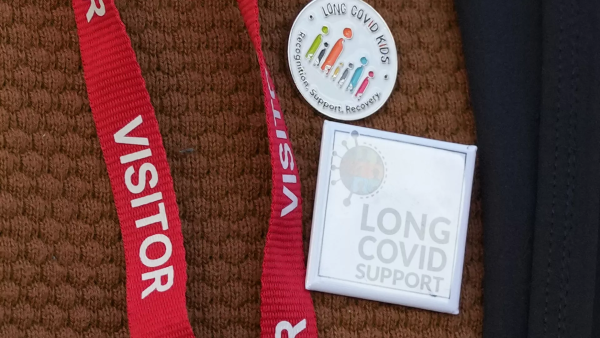 R
VISITOR
VISITO
R
LONG COVID KIDS
Recognition, Support, Recovery.
LONG
COVID
SUPPORT